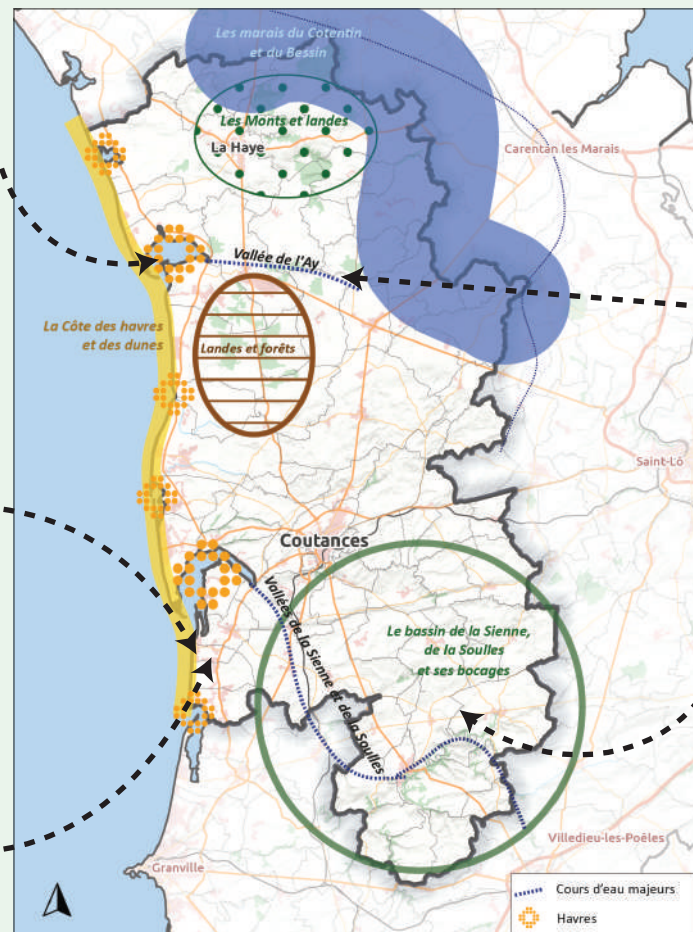 Les marais du Cotentin
et du Bessin
Les Monts et landes
La Haye
Carentan les Marais
Vallée de l'Ay
La Côte des havres
et des dunes
Landes et forêts
Saint-Lô
Coutances
Vallées de la Sienne et de la Soulles
Le bassin de la Sienne,
de la Soulles
et ses bocages
Villedieu-les-Poêles
Granville
Cours d'eau majeurs
Havres